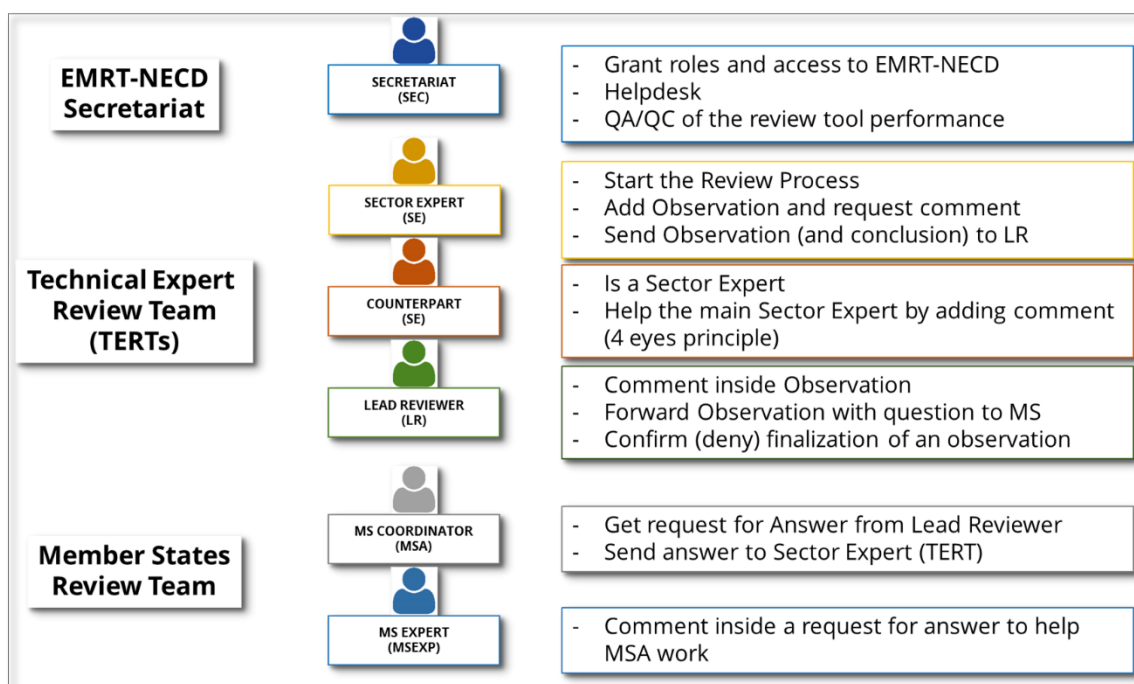 EMRT-NECD
Secretariat
SECRETARIAT
(SEC)
- Grant roles and access to EMRT-NECD
- Helpdesk
- QA/QC of the review tool performance
Technical Expert
Review Team
(TERTs)
SECTOR EXPERT
(SE)
- Start the Review Process
- Add Observation and request comment
- Send Observation (and conclusion) to LR
COUNTERPART
(SE)
- Is a Sector Expert
- Help the main Sector Expert by adding comment
(4 eyes principle)
LEAD REVIEWER
(LR)
- Comment inside Observation
- Forward Observation with question to MS
- Confirm (deny) finalization of an observation
Member States
Review Team
MS COORDINATOR
(MSA)
- Get request for Answer from Lead Reviewer
- Send answer to Sector Expert (TERT)
MS EXPERT
(MSEXP)
- Comment inside a request for answer to help
MSA work